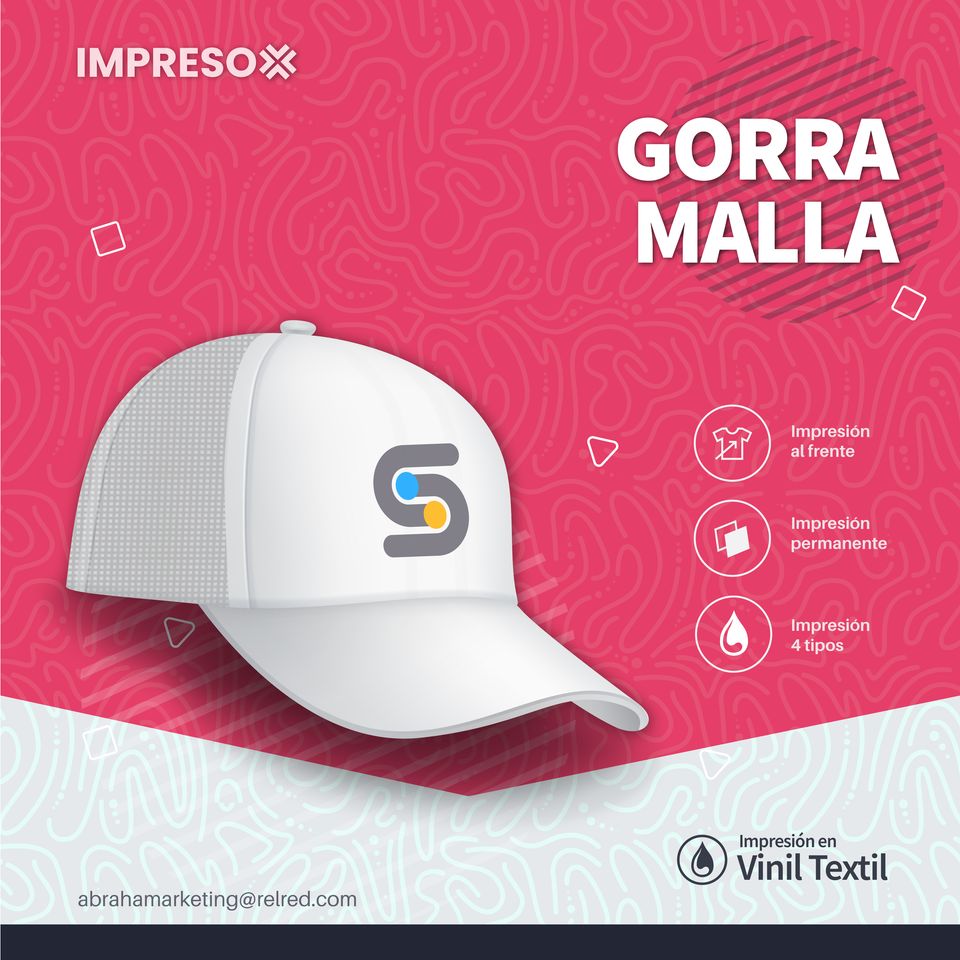 IMPRESOX
GORRA
MALLA
Impresión
al frente
Impresión
permanente
Impresión
4 tipos
Impresión en
Vinil Textil
abrahamarketing@relred.com